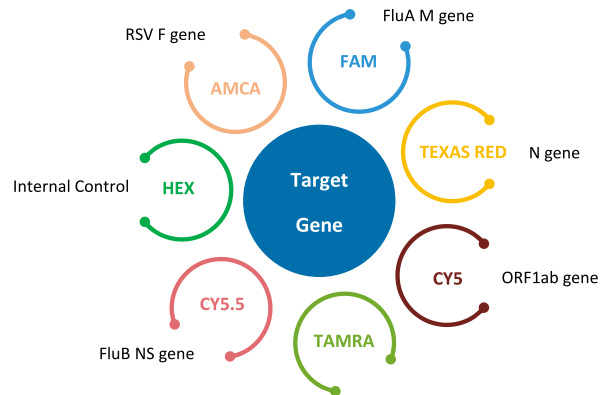 FluA M gene
RSV F gene
FAM
AMCA
TEXAS RED
N gene
Target
Gene
Internal Control
HEX
CY5
ORF1ab gene
CY5.5
TAMRA
FluB NS gene